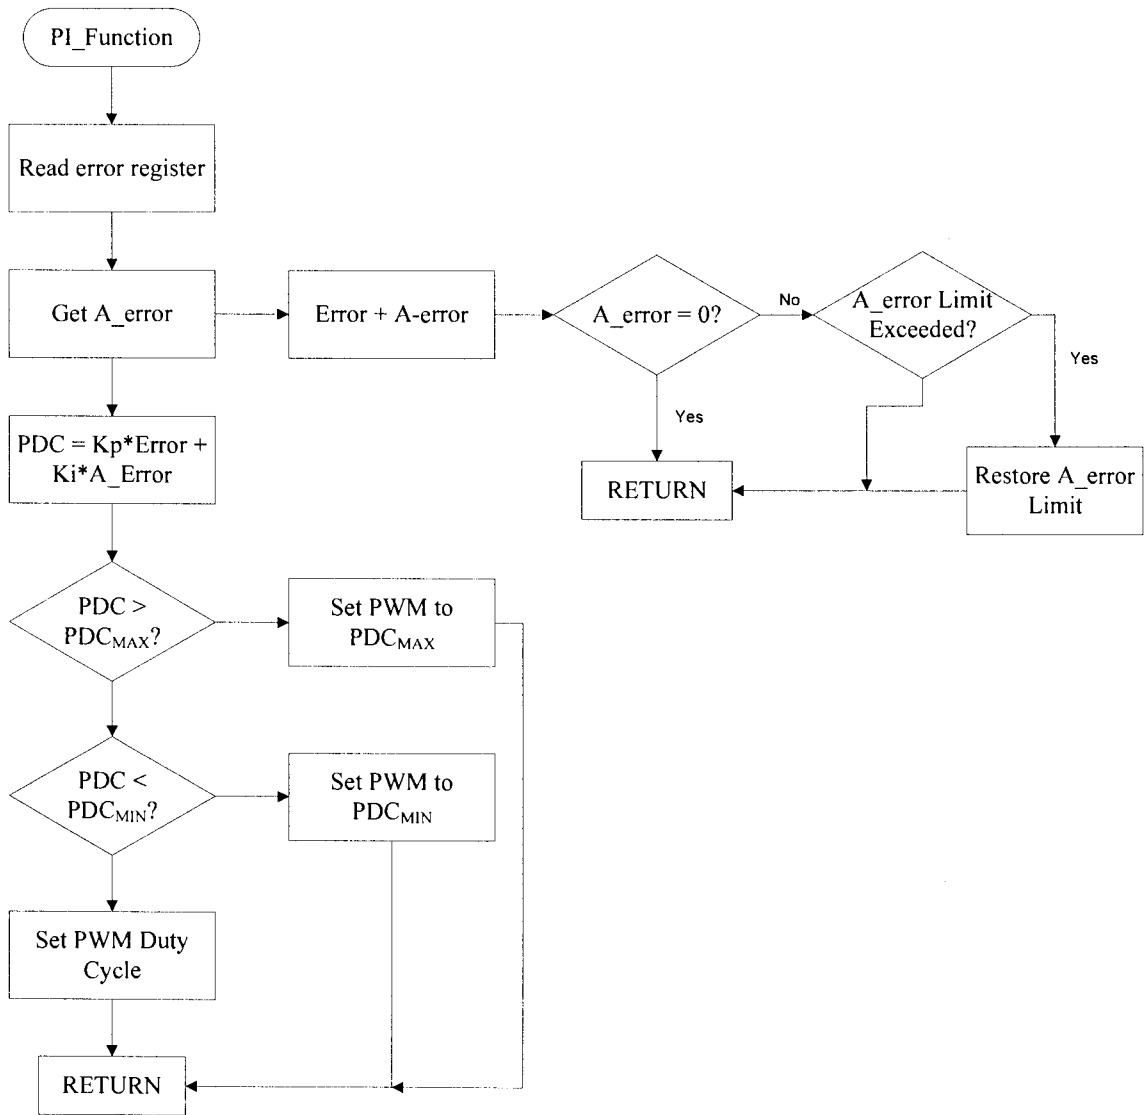 PI_Function
Read error register
Get A_error
Error + A-error
A_error = 0?
No
A_error Limit
Exceeded?
Yes
Yes
RETURN
Restore A_error
Limit
PDC = Kp*Error +
Ki*A_Error
PDC >
PDCMAX?
Set PWM to
PDCMAX
PDC <
PDCMIN?
Set PWM to
PDCMIN
Set PWM Duty
Cycle
RETURN